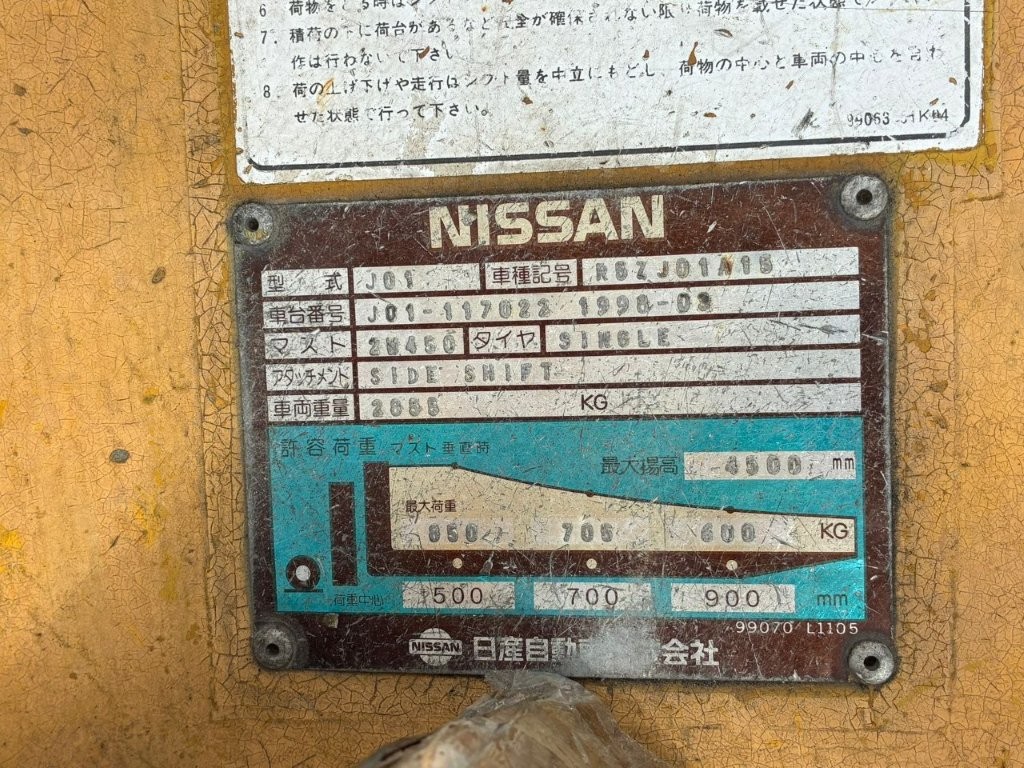 6 荷物を
7. 積荷の下に荷台があるなど安全が確保されない限り荷物を載せた状態で
作は行わないで下さい
8. 荷の上げ下げや走行はシフト量を中立にもどし、荷物の中心と車両の中心を合わ
せた状態で行って下さい。
NISSAN
型式 J01 車種記号 R6ZJ01A15
車台番号 J01-117022 1998-03
マスト 2W450 タイヤ SINGLE
アタッチメント SIDE SHIFT
車両重量 2655 KG
許容荷重 マスト垂直時
最大揚高 4500 mm
最大荷重
850 705 600 KG
荷重中心 500 700 900 mm
99070 L1105
NISSAN 日産自動車 会社